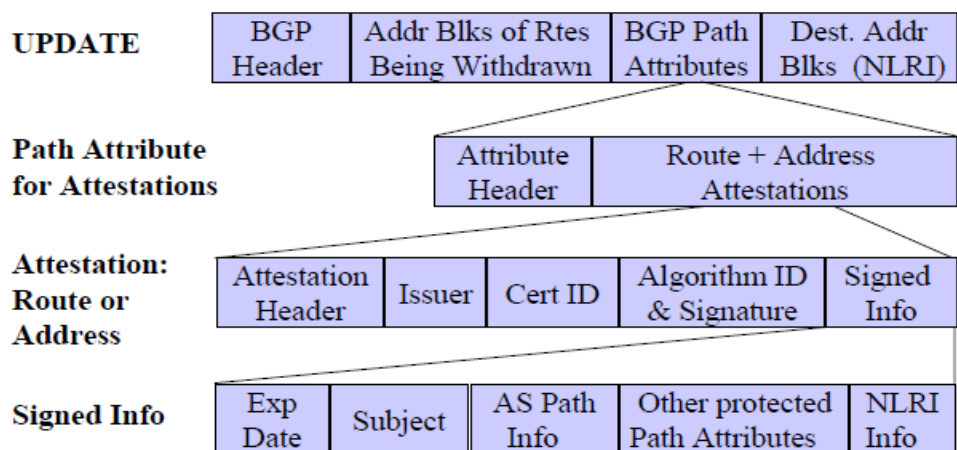 UPDATE
BGP
Header
Addr Blks of Rtes
Being Withdrawn
BGP Path
Attributes
Dest. Addr
Blks (NLRI)
Path Attribute
for Attestations
Attribute
Header
Route + Address
Attestations
Attestation:
Route or
Address
Attestation
Header
Issuer
Cert ID
Algorithm ID
& Signature
Signed
Info
Signed Info
Exp
Date
Subject
AS Path
Info
Other protected
Path Attributes
NLRI
Info